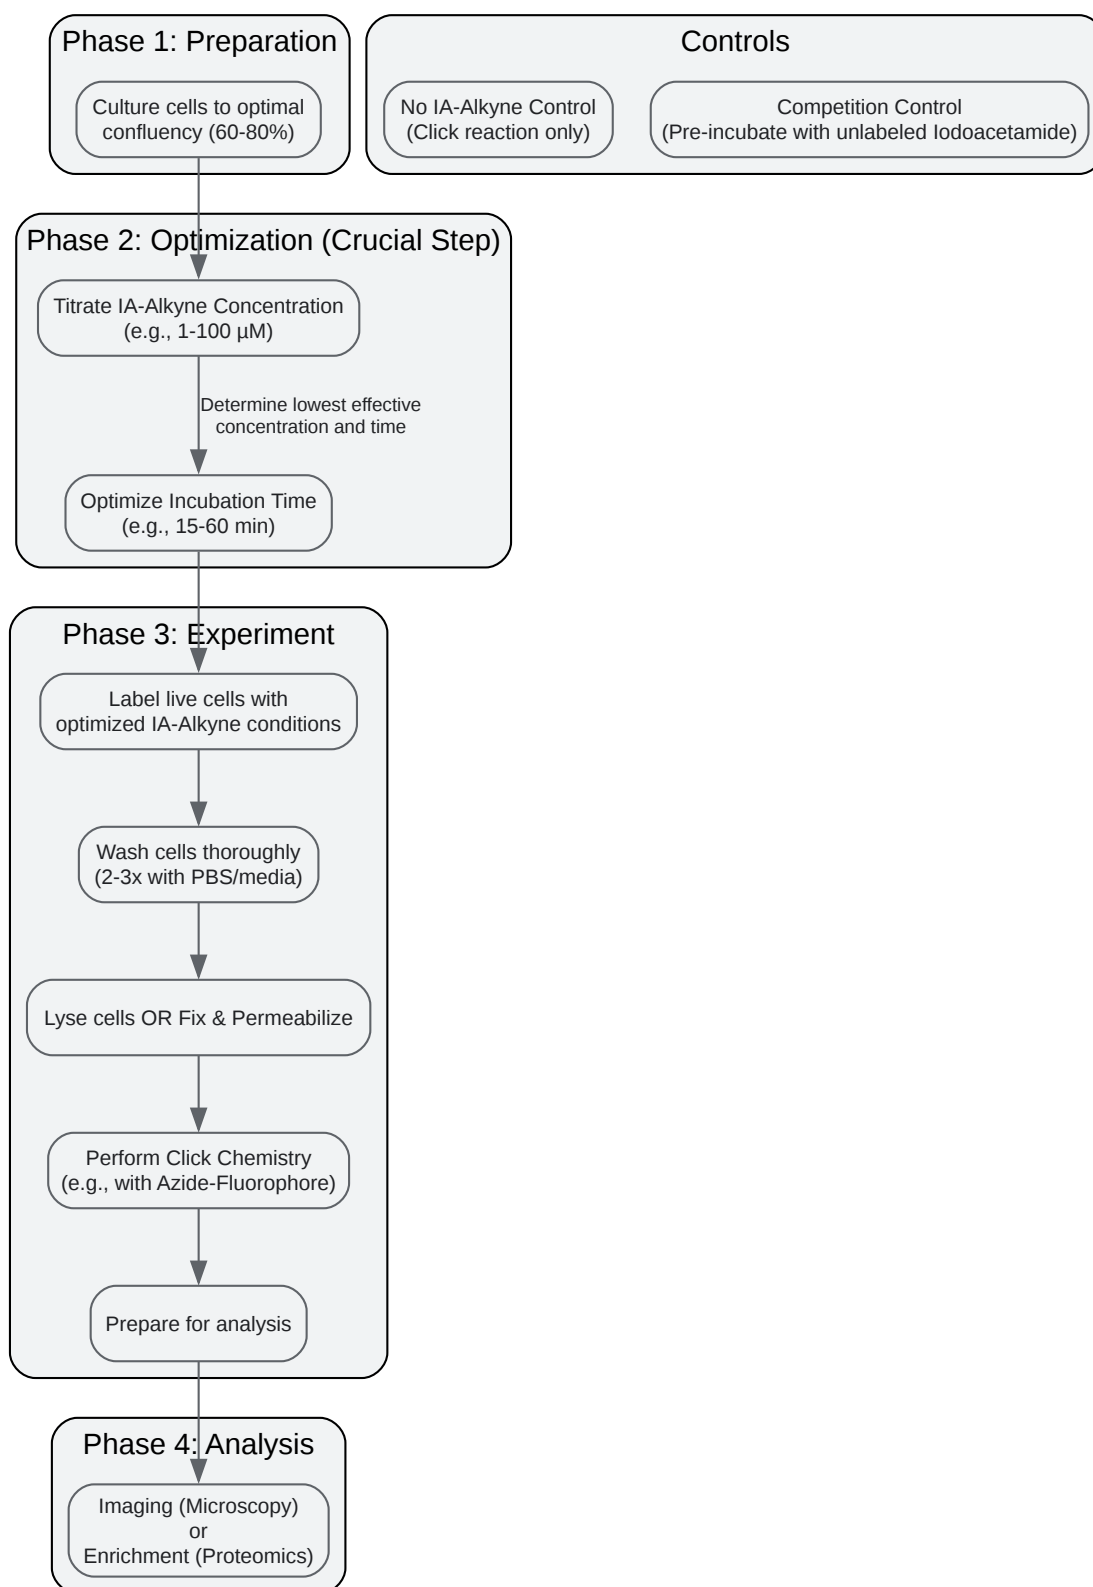 Phase 1: Preparation
Culture cells to optimal
confluency (60-80%)
Controls
No IA-Alkyne Control
(Click reaction only)
Competition Control
(Pre-incubate with unlabeled Iodoacetamide)
Phase 2: Optimization (Crucial Step)
Titrate IA-Alkyne Concentration
(e.g., 1-100 µM)
Determine lowest effective
concentration and time
Optimize Incubation Time
(e.g., 15-60 min)
Phase 3: Experiment
Label live cells with
optimized IA-Alkyne conditions
Wash cells thoroughly
(2-3x with PBS/media)
Lyse cells OR Fix & Permeabilize
Perform Click Chemistry
(e.g., with Azide-Fluorophore)
Prepare for analysis
Phase 4: Analysis
Imaging (Microscopy)
or
Enrichment (Proteomics)